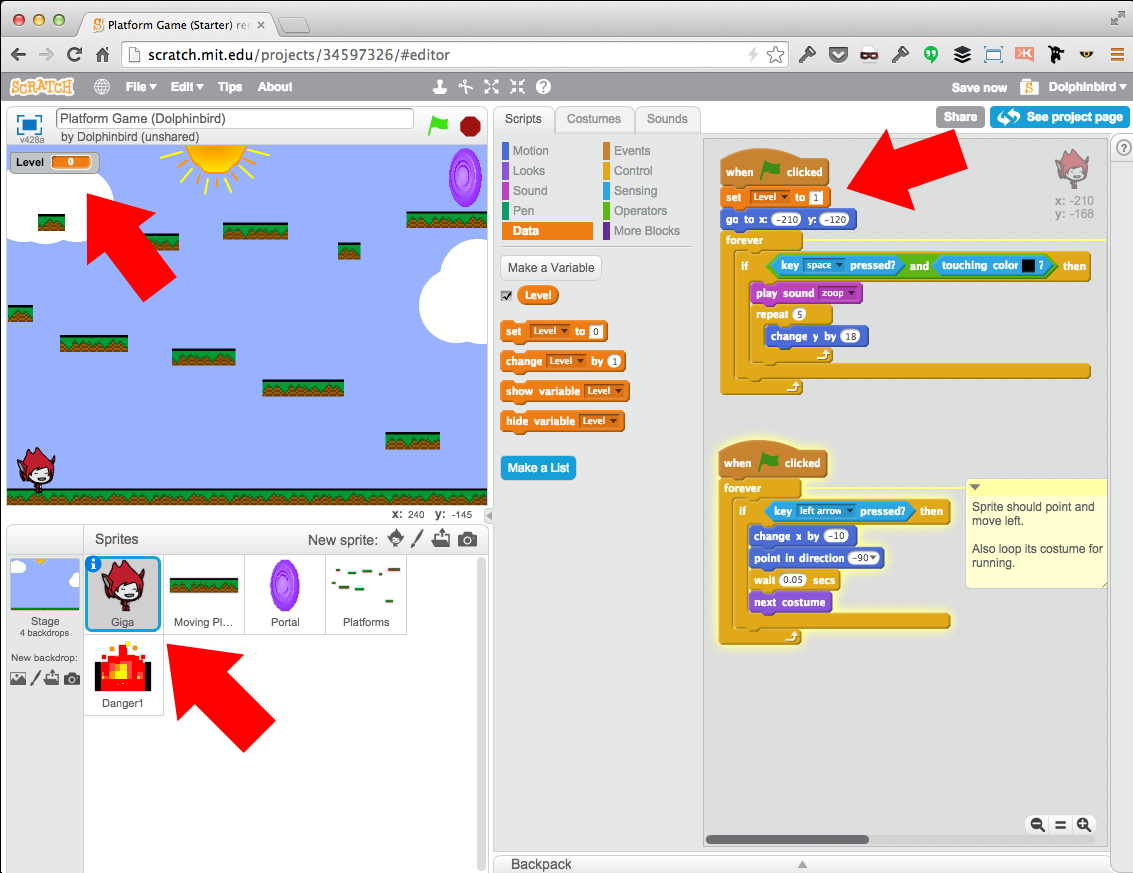 Platform Game (Starter) re
scratch.mit.edu/projects/34597326/#editor
SCRATCH
File Edit Tips About
Save now
Dolphinbird
v428a
Platform Game (Dolphinbird)
by Dolphinbird (unshared)
Scripts Costumes Sounds
Share
See project page
Level 0
Motion
Looks
Sound
Pen
Data
Events
Control
Sensing
Operators
More Blocks
Make a Variable
Level
set Level to 0
change Level by 1
show variable Level
hide variable Level
Make a List
when clicked
set Level to 1
go to x: -210 y: -120
forever
if key space pressed? and touching color ? then
play sound zoop
repeat 5
change y by 18
x: -210
y: -168
when clicked
forever
if key left arrow pressed? then
change x by -10
point in direction -90
wait 0.05 secs
next costume
Sprite should point and
move left.
Also loop its costume for
running.
x: 240 y: -145
Sprites
New sprite:
Stage
4 backdrops
New backdrop:
Giga
Moving Pl...
Portal
Platforms
Danger1
Backpack